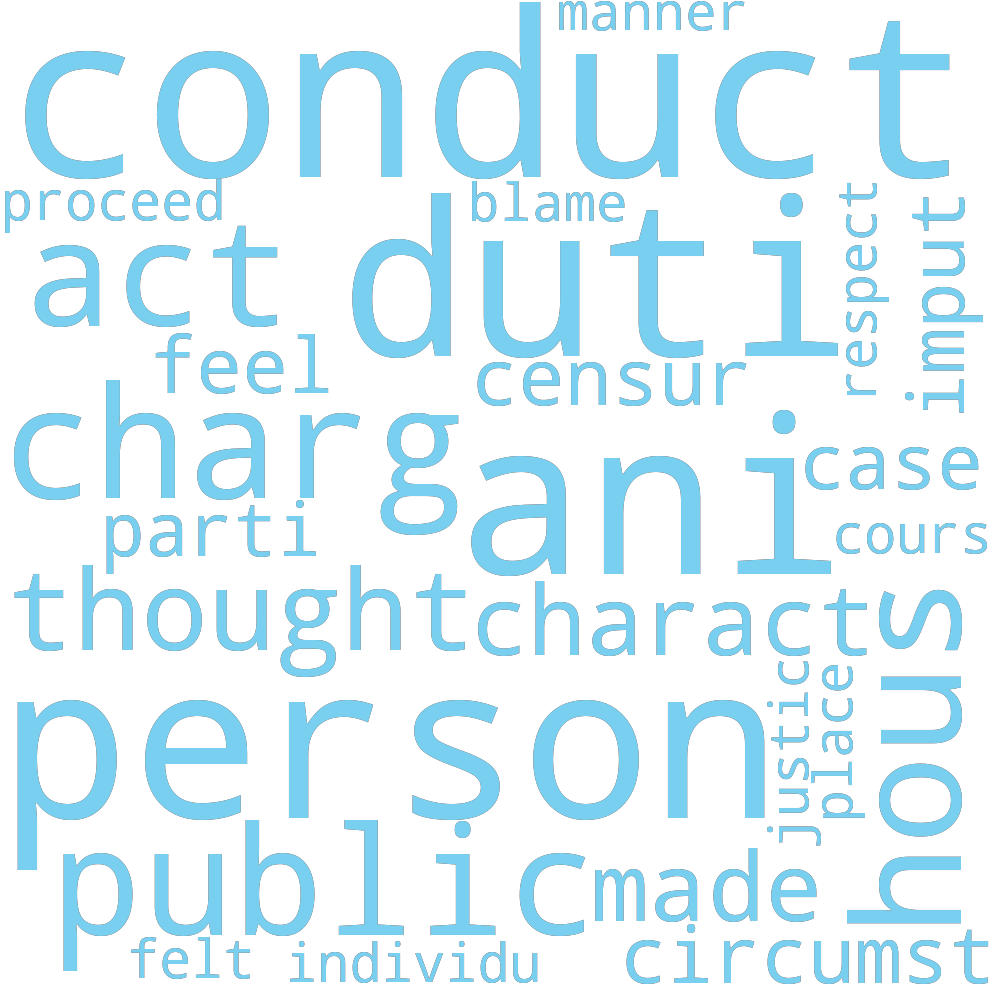 manner
conduct
proceed
blame
act
duti
respect
input
feel
censur
charg
ani
case
parti
cours
thought
charact
hous
person
justic
place
public
made
felt
individu
circumst